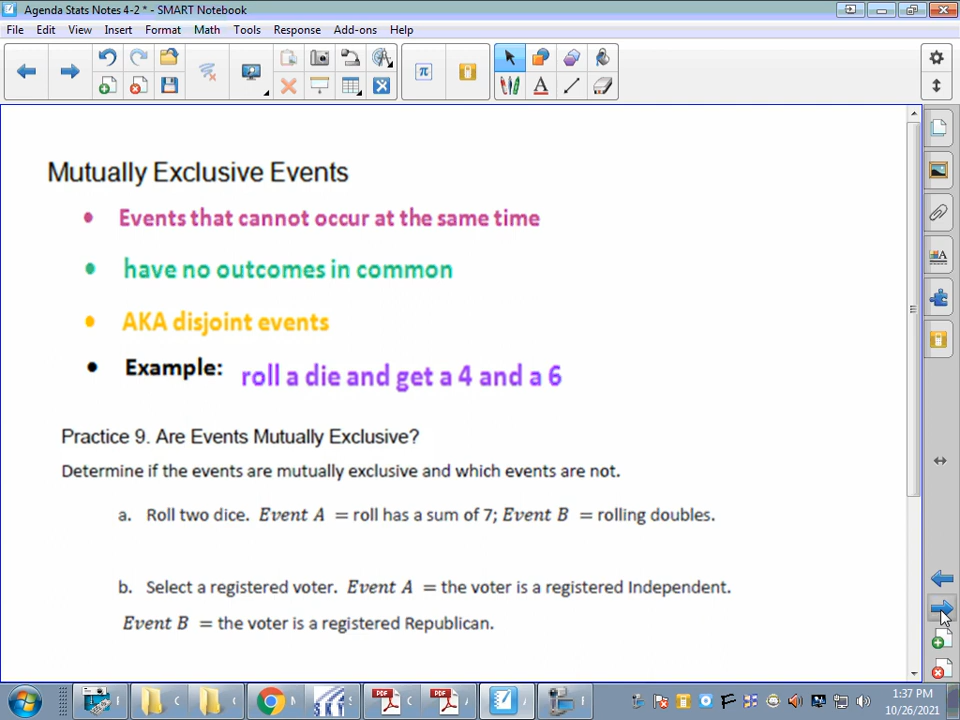 Agenda Stats Notes 4-2 * - SMART Notebook
File Edit View Insert Format Math Tools Response Add-ons Help
π
A
Mutually Exclusive Events
• Events that cannot occur at the same time
• have no outcomes in common
• AKA disjoint events
• Example: roll a die and get a 4 and a 6
Practice 9. Are Events Mutually Exclusive?
Determine if the events are mutually exclusive and which events are not.
a. Roll two dice. Event A = roll has a sum of 7; Event B = rolling doubles.
b. Select a registered voter. Event A = the voter is a registered Independent.
Event B = the voter is a registered Republican.
PDF PDF
1:37 PM
10/26/2021